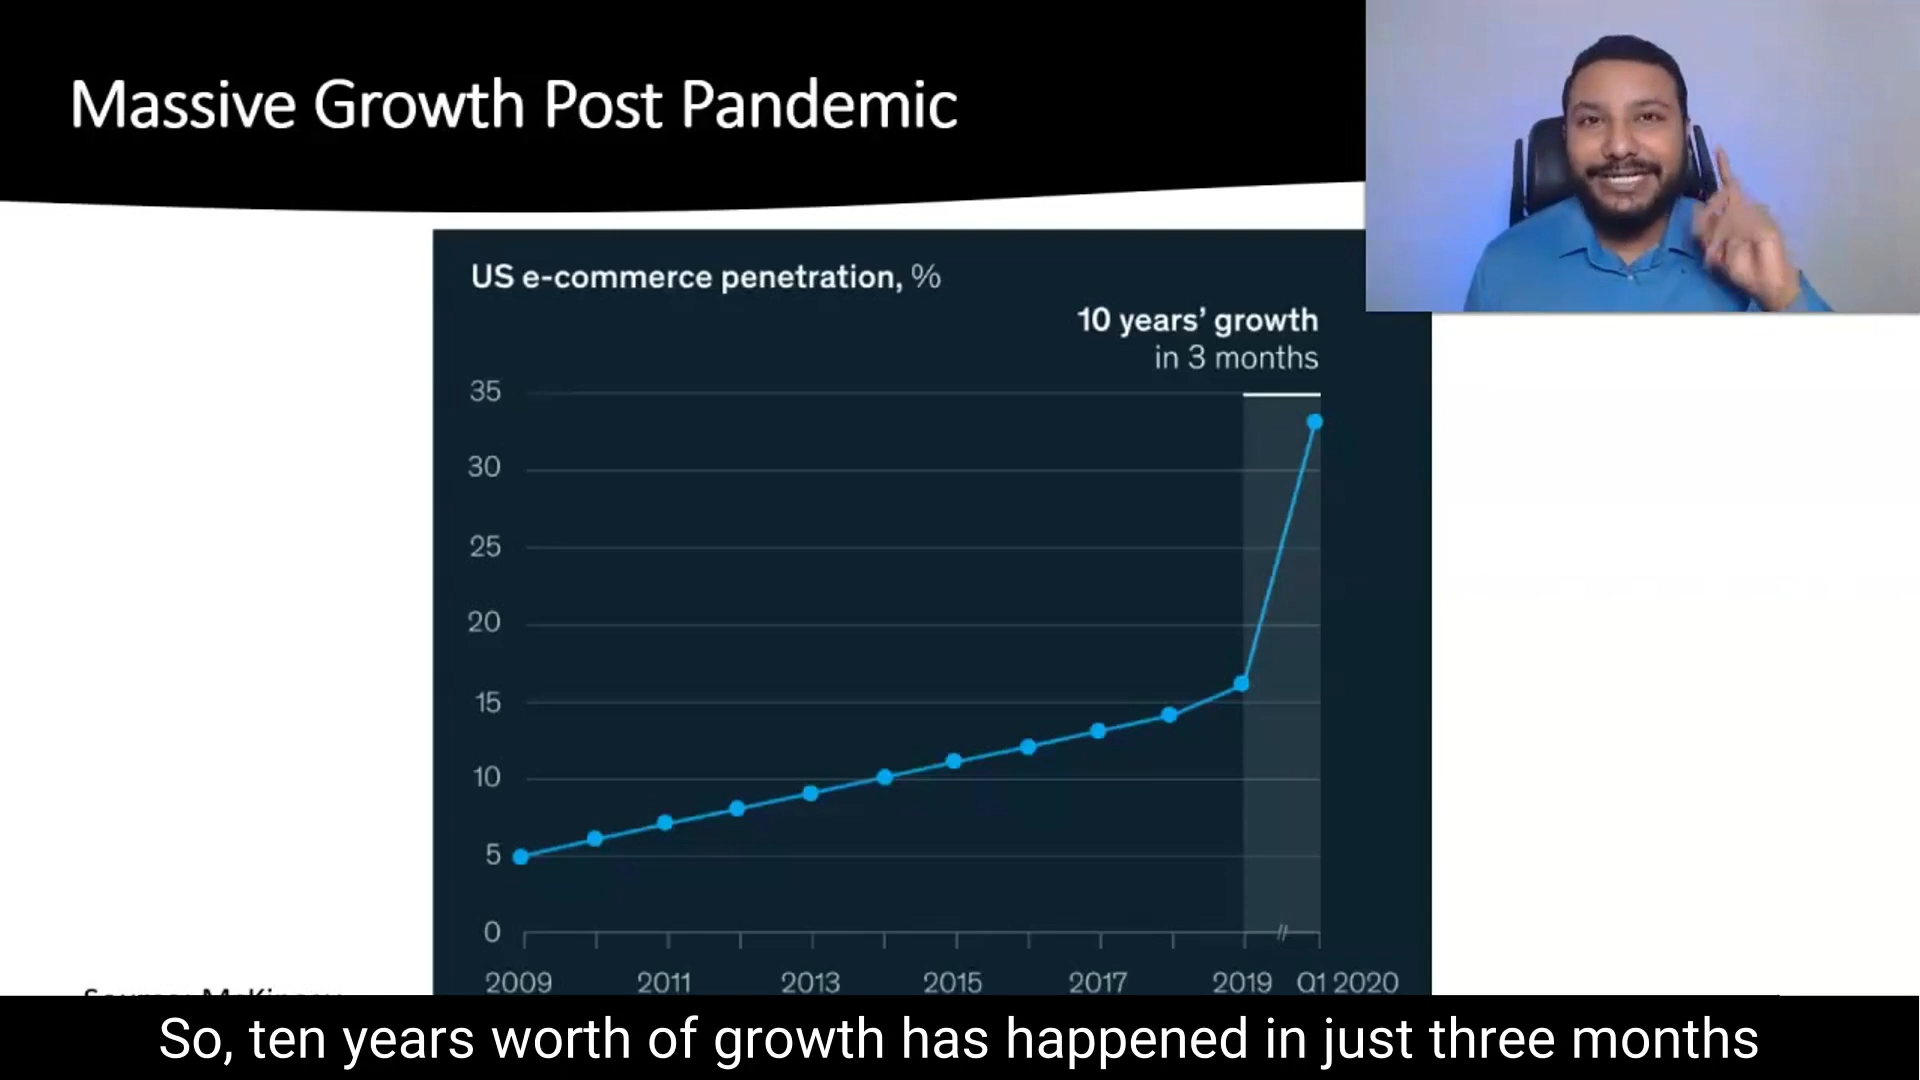 Massive Growth Post Pandemic
US e-commerce penetration, %
10 years’ growth
in 3 months
35
30
25
20
15
10
5
0
2009 2011 2013 2015 2017 2019 Q1 2020
So, ten years worth of growth has happened in just three months